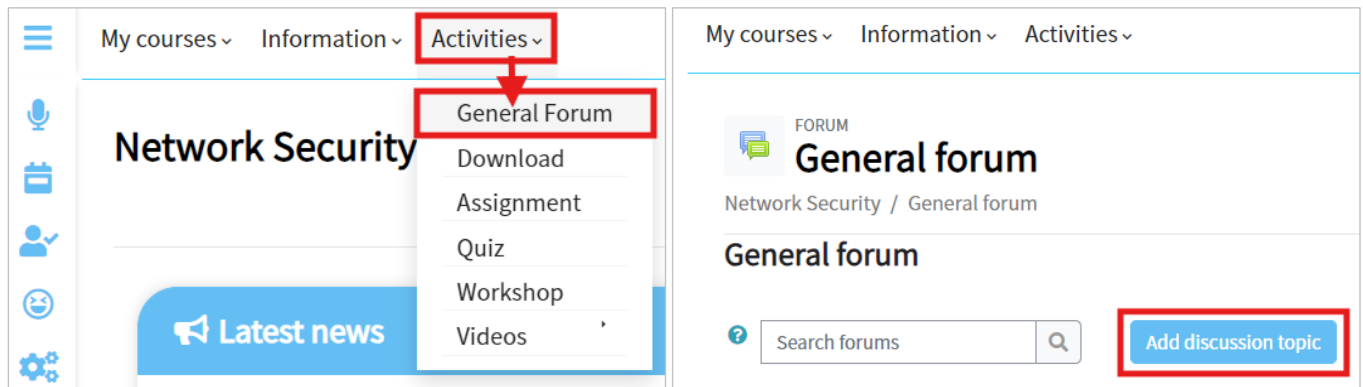 My courses Information Activities
General Forum
Network Security
Download
Assignment
Quiz
Workshop
Videos
Latest news
My courses Information Activities
FORUM
General forum
Network Security / General forum
General forum
? Search forums
Add discussion topic